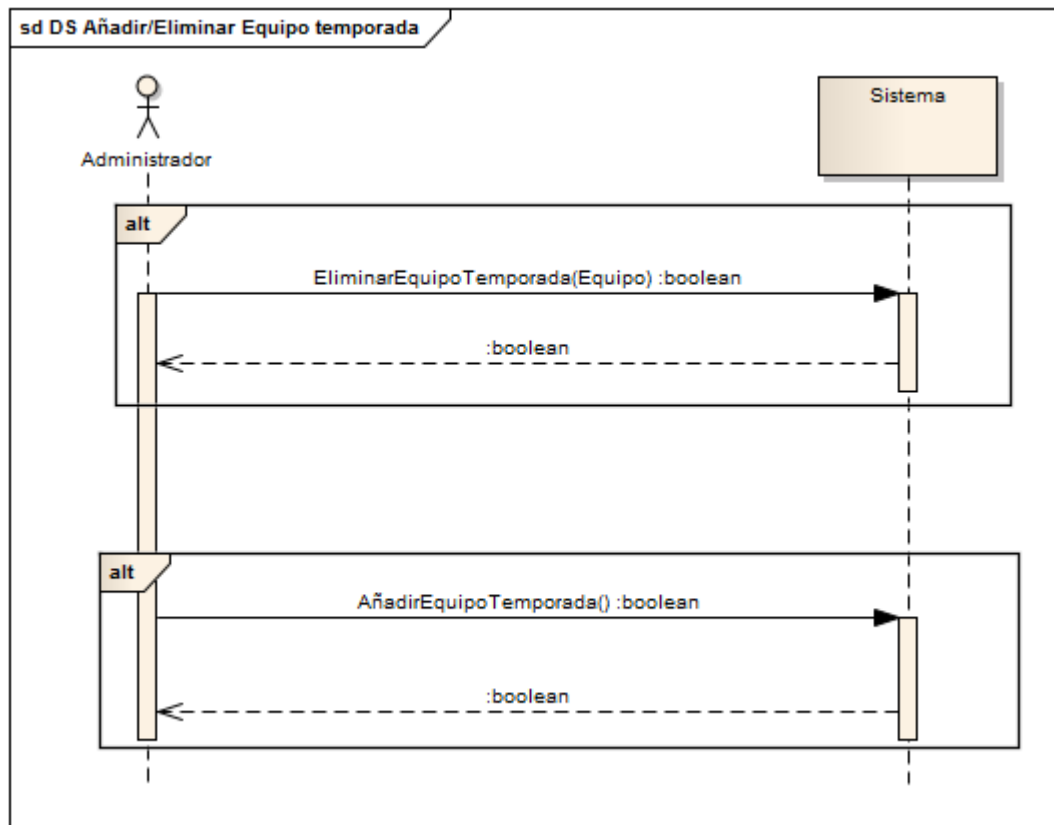 sd DS Añadir/Eliminar Equipo temporada
Sistema
Administrador
alt
EliminarEquipoTemporada(Equipo) :boolean
:boolean
alt
AñadirEquipoTemporada() :boolean
:boolean